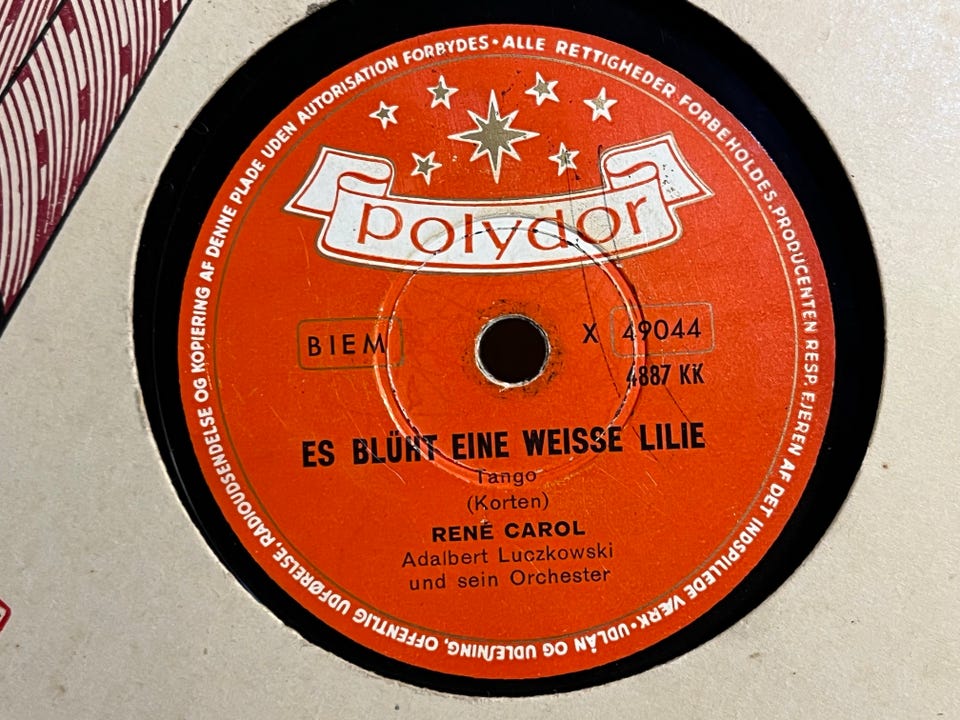 ALLE RETTIGHEDER FORBEHOLDES PRODUCENTEN RESP. EJEREN AF DET INDSPILLEDE VÆRK • UDLÅN OG UDLEJNING, OFFENTLIG UDFØRELSE, RADIOUDSENDELSE OG KOPIERING AF DENNE PLADE UDEN AUTORISATION FORBYDES •
polydor
BIEM
X 49044
4887 KK
ES BLÜHT EINE WEISSE LILIE
Tango
(Korten)
RENÉ CAROL
Adalbert Luczkowski
und sein Orchester